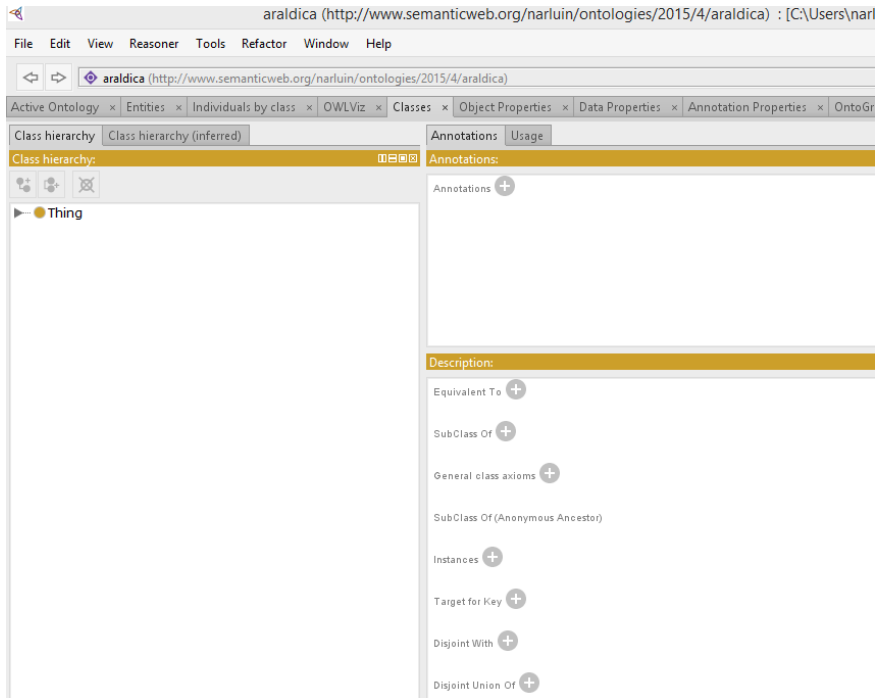 araldica (http://www.semanticweb.org/narluin/ontologies/2015/4/araldica) : [C:\Users\narl
File Edit View Reasoner Tools Refactor Window Help
araldica (http://www.semanticweb.org/narluin/ontologies/2015/4/araldica)
Active Ontology × Entities × Individuals by class × OWLViz × Classes × Object Properties × Data Properties × Annotation Properties × OntoGr
Class hierarchy Class hierarchy (inferred)
Class hierarchy:
Thing
Annotations Usage
Annotations:
Annotations
Description:
Equivalent To
SubClass Of
General class axioms
SubClass Of (Anonymous Ancestor)
Instances
Target for Key
Disjoint With
Disjoint Union Of